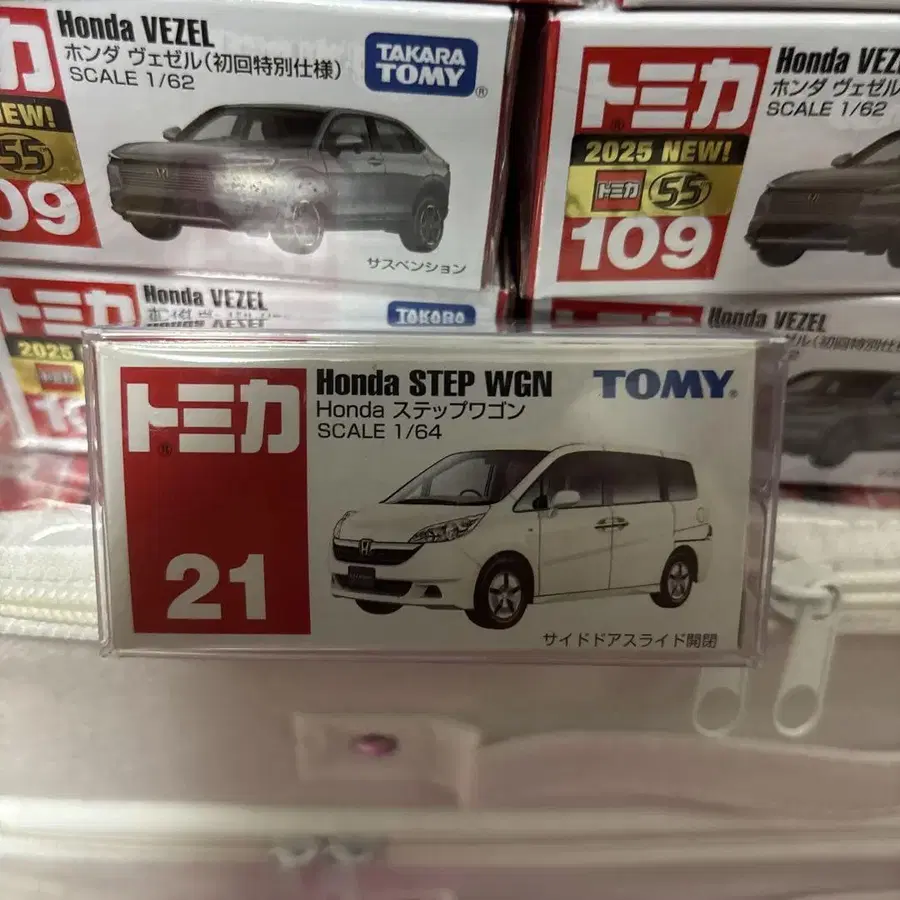 Honda VEZEL
ホンダ ヴェゼル(初回特別仕様)
SCALE 1/62
TAKARA
TOMY®
NEW!
55
09
サスペンション
トミカ®
2025 NEW!
トミカ 55
109
Honda VEZ
ホンダ ヴェゼル
SCALE 1/62
トミカ
2025
Honda VEZEL
TAKARA
Honda VEZEL
トミカ®
21
Honda STEP WGN
Honda ステップワゴン
SCALE 1/64
TOMY®
サイドドアスライド開閉